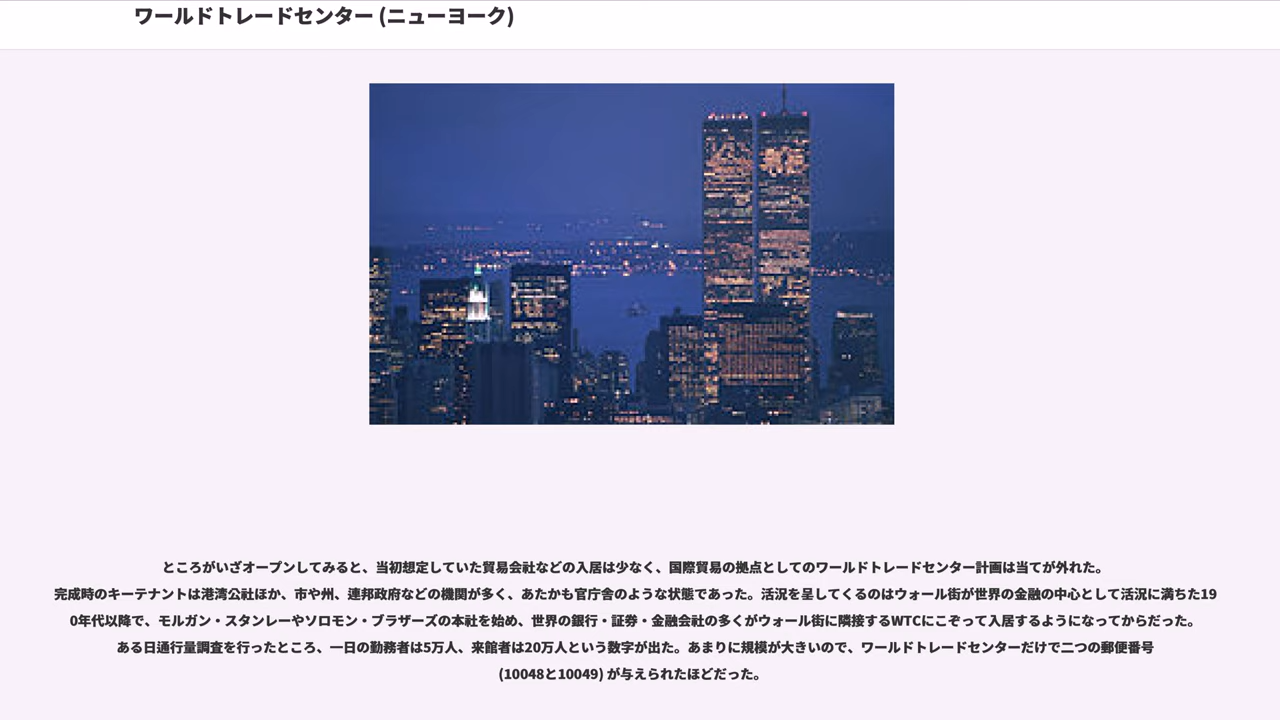 ワールドトレードセンター (ニューヨーク)
ところがいざオープンしてみると、当初想定していた貿易会社などの入居は少なく、国際貿易の拠点としてのワールドトレードセンター計画は当てが外れた。
完成時のキーテナントは港湾公社ほか、市や州、連邦政府などの機関が多く、あたかも官庁舎のような状態であった。活況を呈してくるのはウォール街が世界の金融の中心として活況に満ちた19
0年代以降で、モルガン・スタンレーやソロモン・ブラザーズの本社を始め、世界の銀行・証券・金融会社の多くがウォール街に隣接するWTCにこぞって入居するようになってからだった。
ある日通行量調査を行ったところ、一日の勤務者は5万人、来館者は20万人という数字が出た。あまりに規模が大きいので、ワールドトレードセンターだけで二つの郵便番号
(10048と10049) が与えられたほどだった。